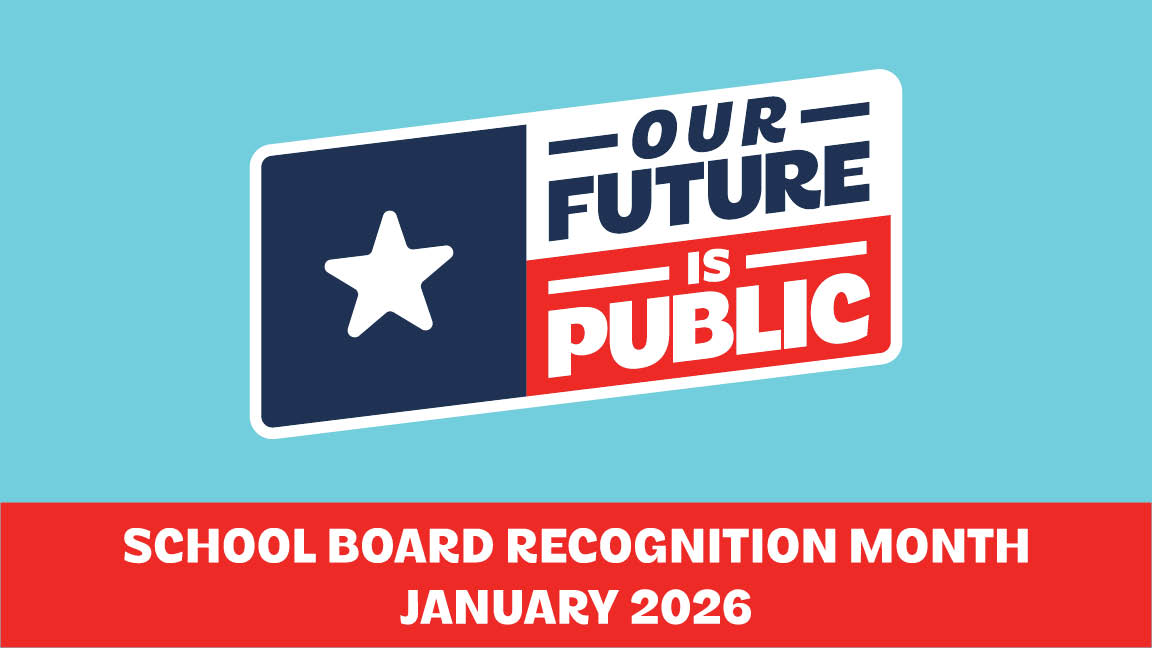 OUR
FUTURE
IS
PUBLIC
SCHOOL BOARD RECOGNITION MONTH
JANUARY 2026